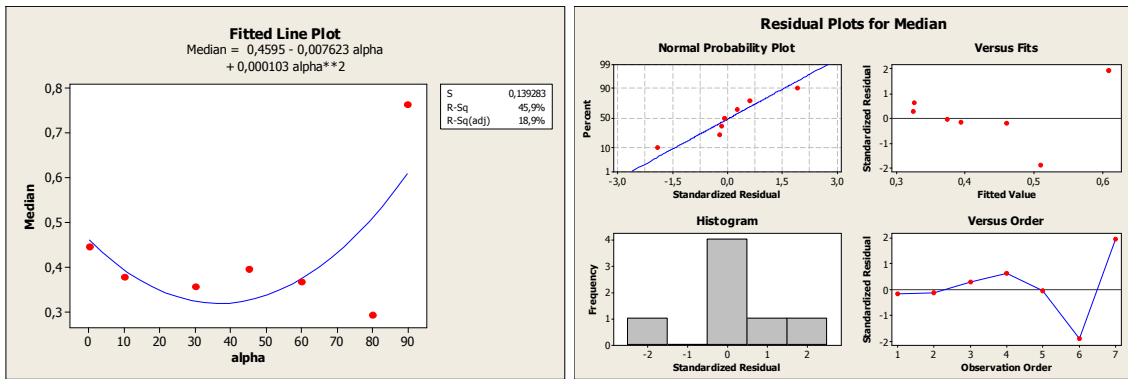 Fitted Line Plot
Median = 0,4595 - 0,007623 alpha
+ 0,000103 alpha**2
0,8
0,7
0,6
0,5
0,4
0,3
Median
0 10 20 30 40 50 60 70 80 90
alpha
S 0,139283
R-Sq 45,9%
R-Sq(adj) 18,9%
Residual Plots for Median
Normal Probability Plot
99
90
50
10
1
Percent
-3,0 -1,5 0,0 1,5 3,0
Standardized Residual
Versus Fits
2
1
0
-1
-2
Standardized Residual
0,3 0,4 0,5 0,6
Fitted Value
Histogram
4
3
2
1
0
Frequency
-2 -1 0 1 2
Standardized Residual
Versus Order
2
1
0
-1
-2
Standardized Residual
1 2 3 4 5 6 7
Observation Order